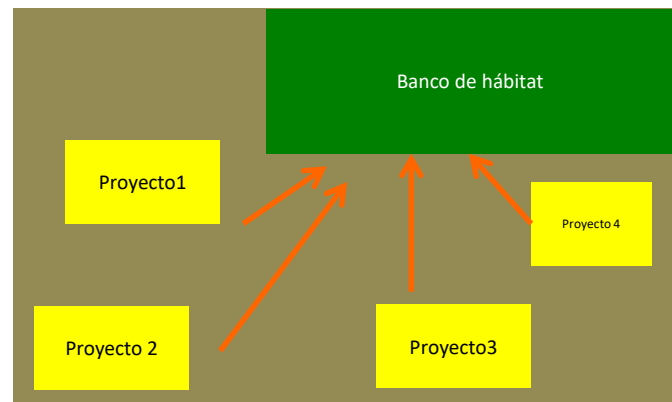 Banco de hábitat
Proyecto1
Proyecto 4
Proyecto 2
Proyecto3